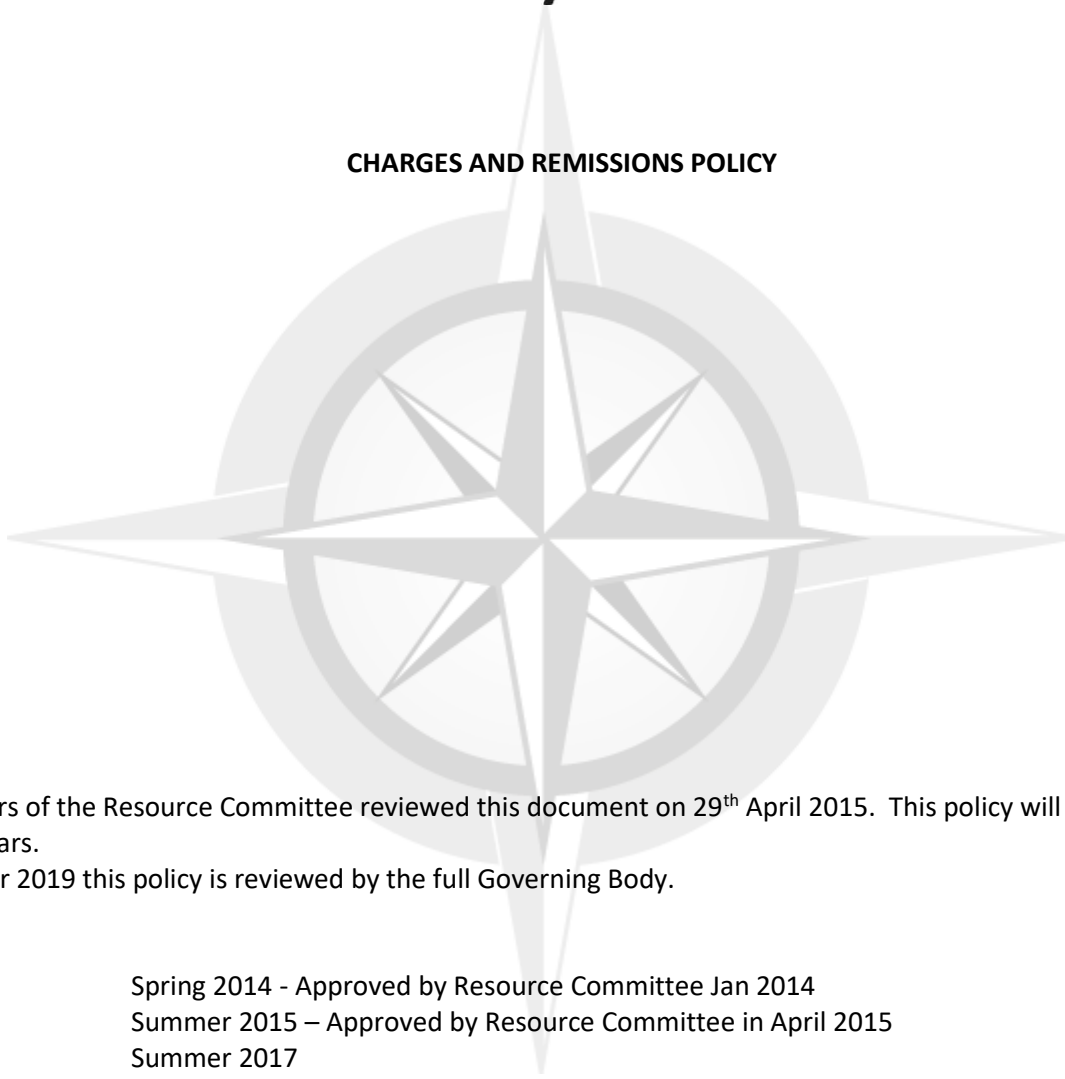 CHARGES AND REMISSIONS POLICY
rs of the Resource Committee reviewed this document on 29th April 2015. This policy will
ars.
r 2019 this policy is reviewed by the full Governing Body.
Spring 2014 - Approved by Resource Committee Jan 2014
Summer 2015 – Approved by Resource Committee in April 2015
Summer 2017